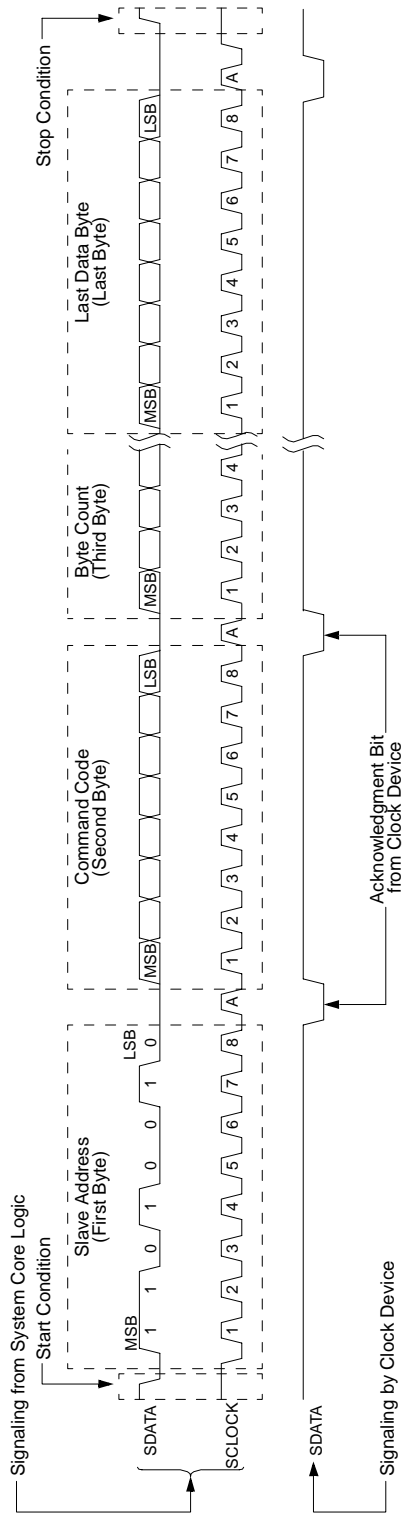 Signaling from System Core Logic
Start Condition
Stop Condition
Slave Address
(First Byte)
Command Code
(Second Byte)
Byte Count
(Third Byte)
Last Data Byte
(Last Byte)
MSB
LSB
SDATA
1 1 0 1 0 0 1 0
MSB
LSB
MSB
MSB
LSB
SCLOCK
1 2 3 4 5 6 7 8 A
1 2 3 4 5 6 7 8 A
1 2 3 4
1 2 3 4 5 6 7 8 A
SDATA
Signaling by Clock Device
Acknowledgment Bit
from Clock Device